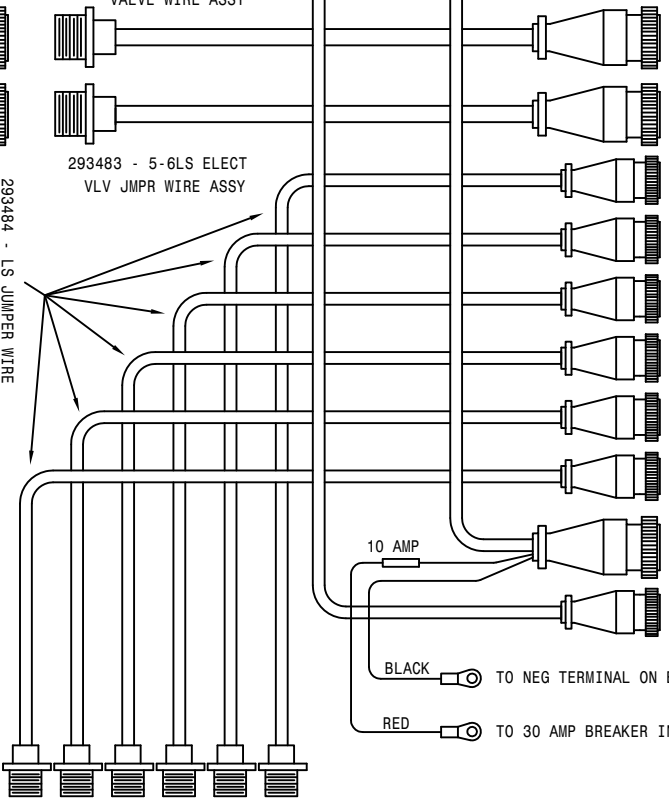 VALVE WIRE ASSY
293483 - 5-6LS ELECT
VLV JMPR WIRE ASSY
293484 - LS JUMPER WIRE
10 AMP
BLACK
TO NEG TERMINAL ON
RED
TO 30 AMP BREAKER